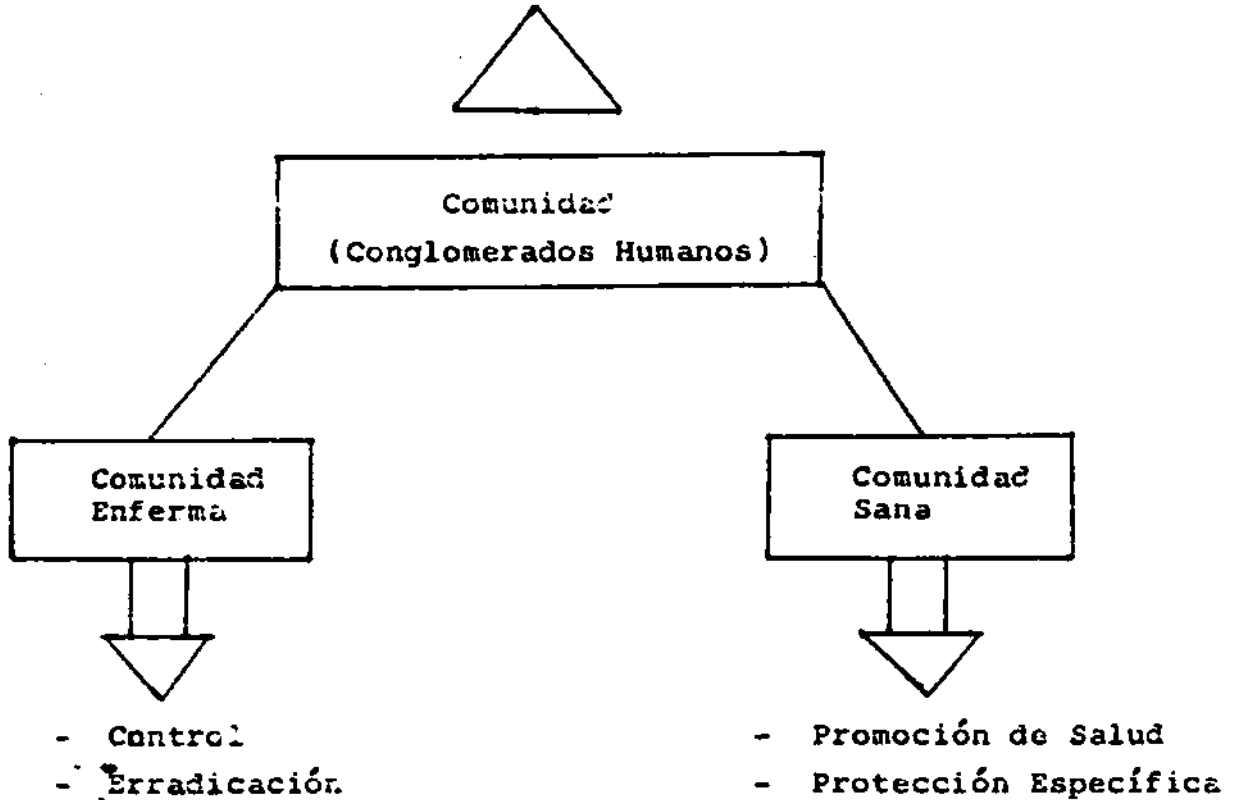 Comunidad
(Conglomerados Humanos)
Comunidad
Enferma
Comunidad
Sana
- Control
- Erradicación
- Promoción de Salud
- Protección Específica